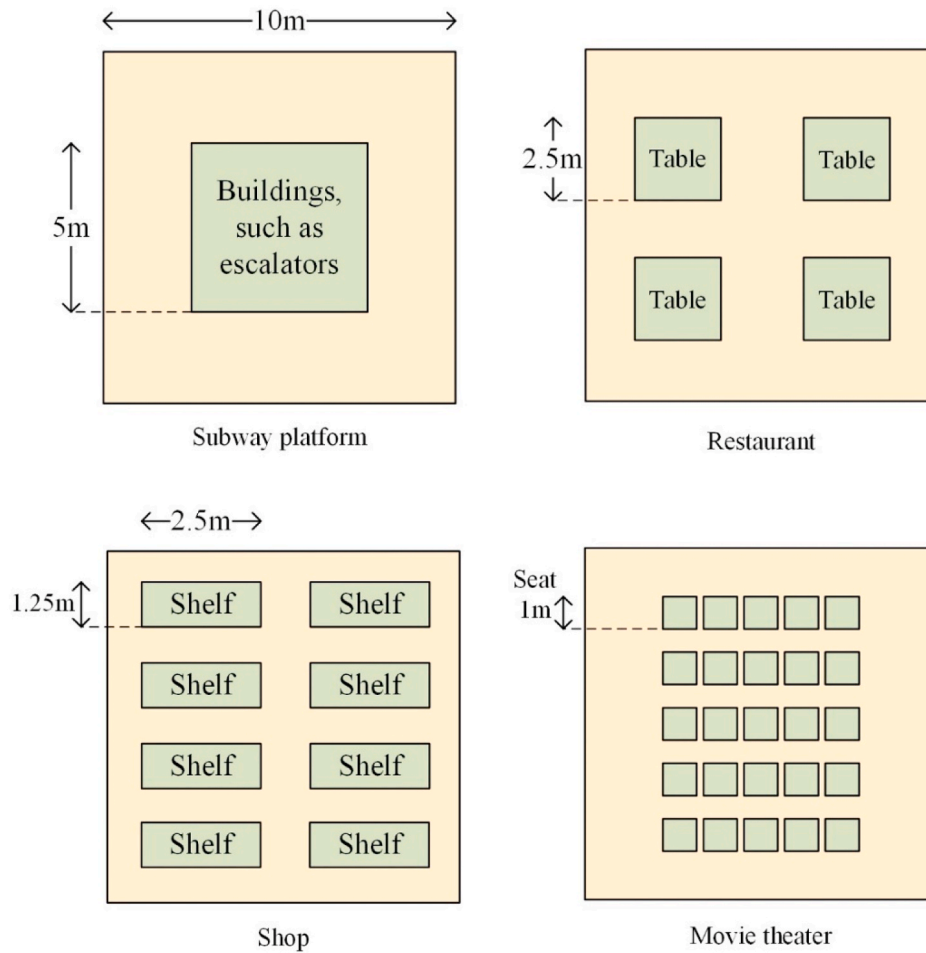 10m
5m
Buildings,
such as
escalators
Subway platform
2.5m
Table
Table
Table
Table
Restaurant
2.5m
1.25m
Shelf
Shelf
Shelf
Shelf
Shelf
Shelf
Shelf
Shelf
Shop
Seat
1m
Movie theater